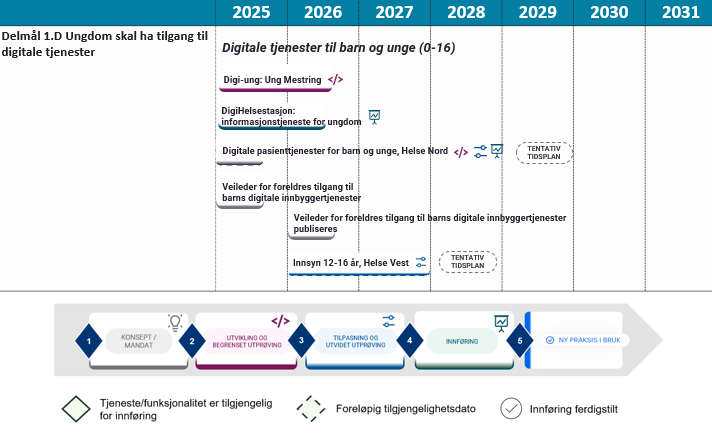 2025 2026 2027 2028 2029 2030 2031
Delmål 1.D Ungdom skal ha tilgang til
digitale tjenester
Digitale tjenester til barn og unge (0-16)
Digi-ung: Ung Mestring </>
DigiHelsestasjon:
informasjonstjeneste for ungdom
Digitale pasienttjenester for barn og unge, Helse Nord </>
TENTATIV
TIDSPLAN
Veileder for foreldres tilgang til
barns digitale innbyggertjenester
Veileder for foreldres tilgang til barns digitale innbyggertjenester
publiseres
Innsyn 12-16 år, Helse Vest
TENTATIV
TIDSPLAN
1
KONSEPT /
MANDAT
2
</>
UTVIKLING OG
BEGRENSET UTPRØVING
3
TILPASNING OG
UTVIDET UTPRØVING
4
INNFØRING
5
NY PRAKSIS I BRUK
Tjeneste/funksjonalitet er tilgjengelig
for innføring
Foreløpig tilgjengelighetsdato
Innføring ferdigstilt